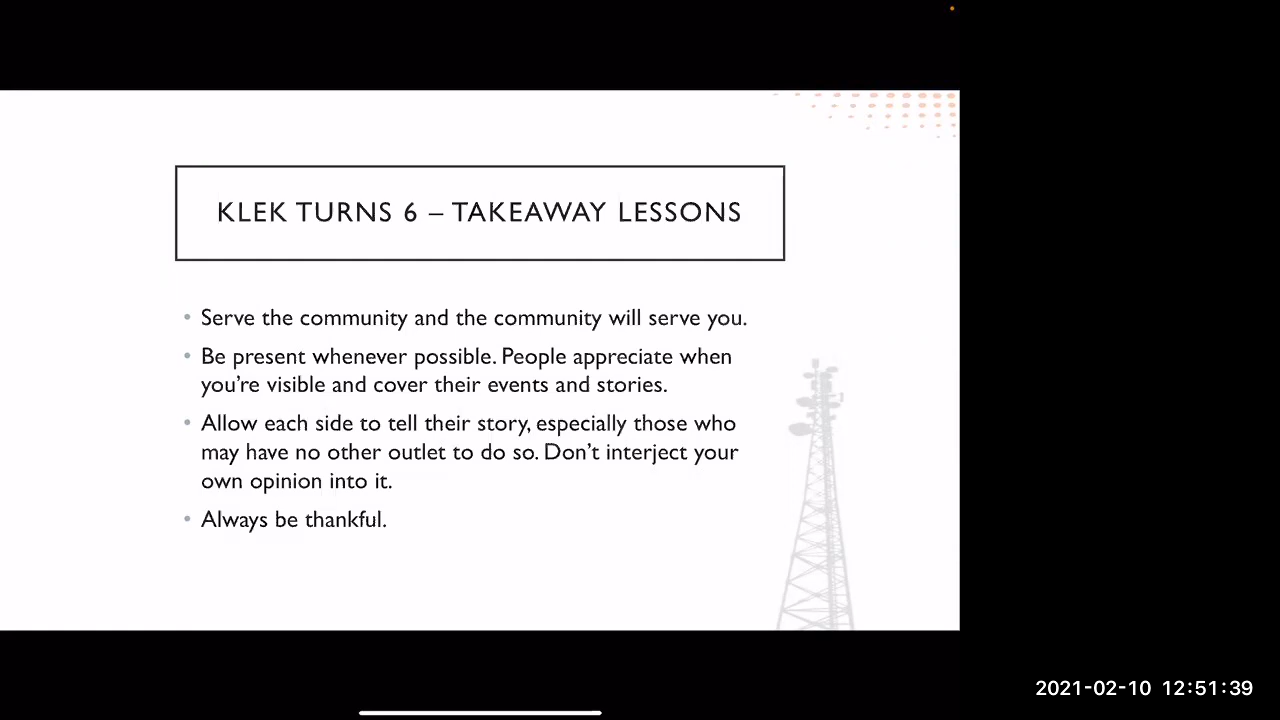 KLEK TURNS 6 – TAKEAWAY LESSONS
• Serve the community and the community will serve you.
• Be present whenever possible. People appreciate when
you’re visible and cover their events and stories.
• Allow each side to tell their story, especially those who
may have no other outlet to do so. Don’t interject your
own opinion into it.
• Always be thankful.
2021-02-10 12:51:39